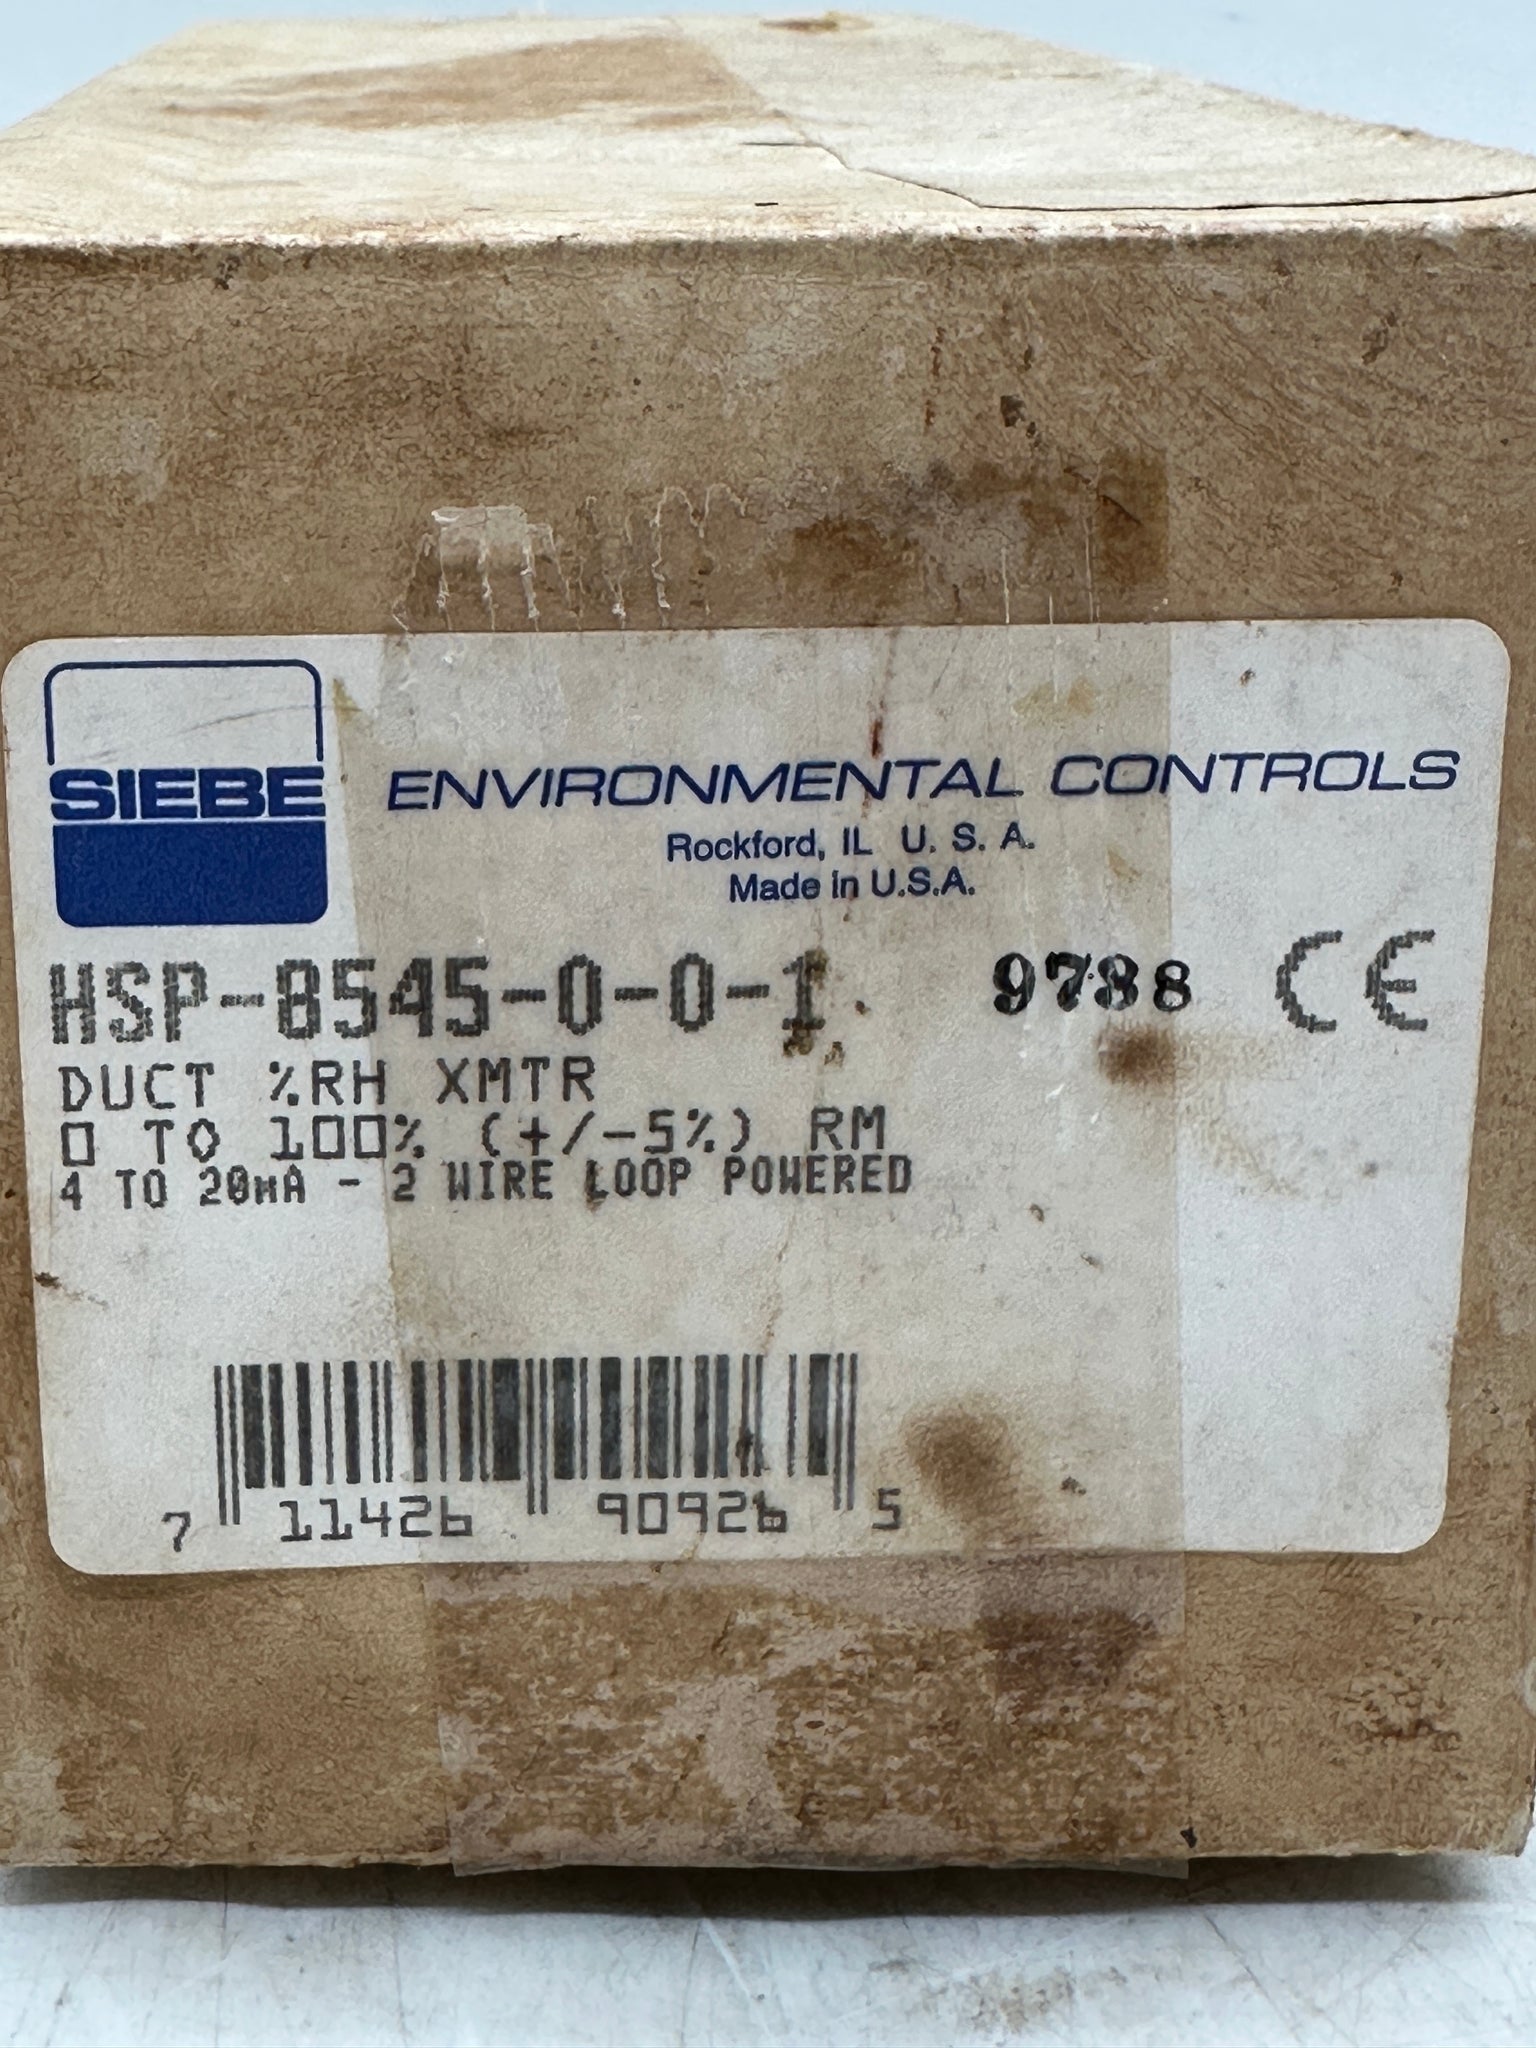 SIEBE
ENVIRONMENTAL CONTROLS
Rockford, IL U. S. A.
Made in U.S.A.
HSP-8545-0-0-1 9738 CE
DUCT %RH XMTR
0 TO 100% (+/-5%) RM
4 TO 20mA - 2 WIRE LOOP POWERED
7 11426 90926 5